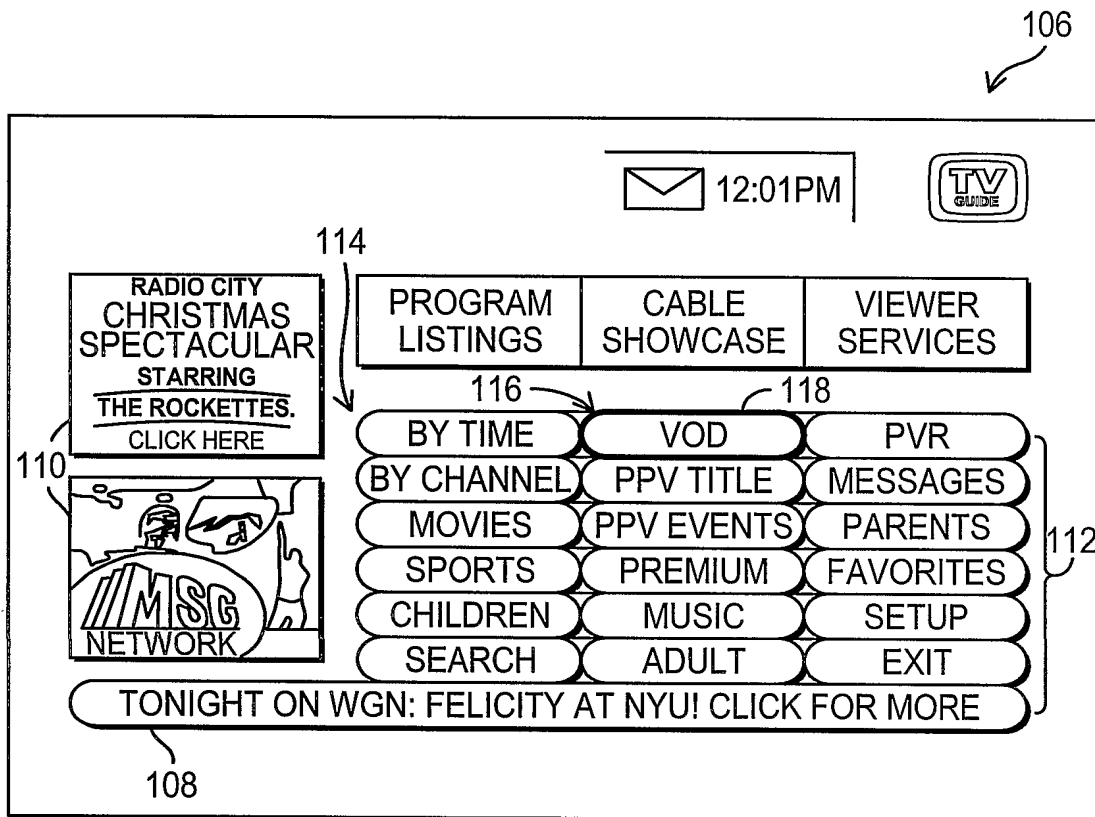 106
12:01PM
TV
GUIDE
114
RADIO CITY
CHRISTMAS
SPECTACULAR
STARRING
THE ROCKETTES.
CLICK HERE
PROGRAM
LISTINGS
CABLE
SHOWCASE
VIEWER
SERVICES
116
118
110
BY TIME
VOD
PVR
BY CHANNEL
PPV TITLE
MESSAGES
MOVIES
PPV EVENTS
PARENTS
112
SPORTS
PREMIUM
FAVORITES
CHILDREN
MUSIC
SETUP
SEARCH
ADULT
EXIT
MSG
NETWORK
TONIGHT ON WGN: FELICITY AT NYU! CLICK FOR MORE
108